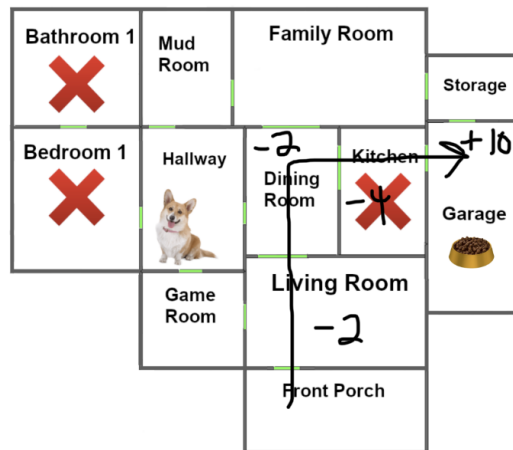 Bathroom 1
Mud
Room
Family Room
Storage
Bedroom 1
Hallway
-2
Dining
Room
Kitchen
-4
+10
Garage
Game
Room
Living Room
-2
Front Porch